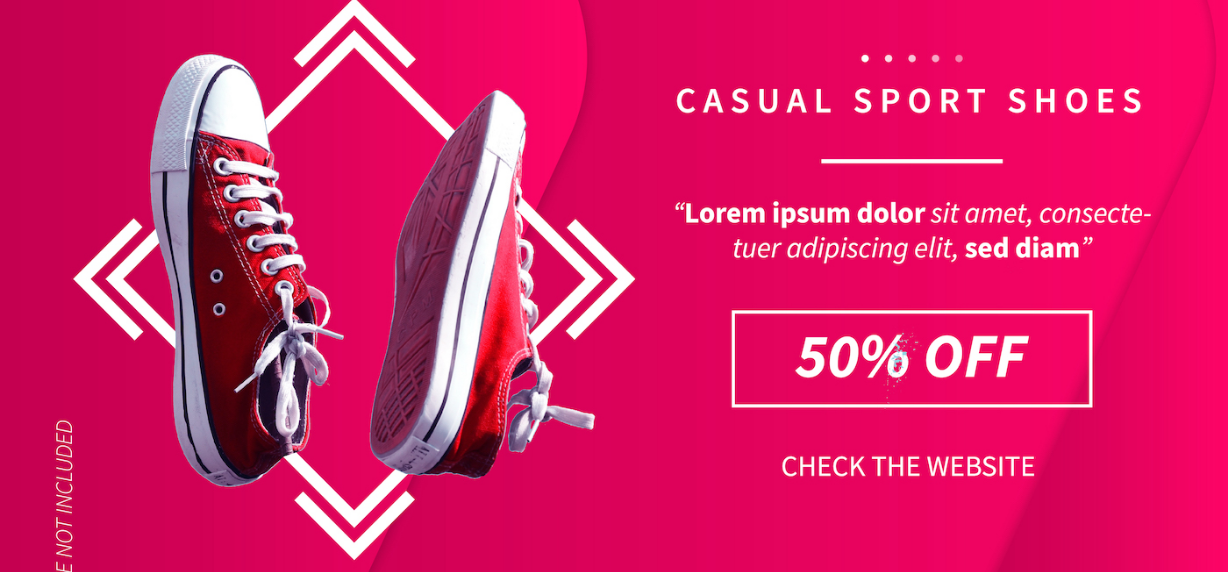 CASUAL SPORT SHOES
“Lorem ipsum dolor sit amet, consecte-
tuer adipiscing elit, sed diam”
50% OFF
CHECK THE WEBSITE
NOT INCLUDED